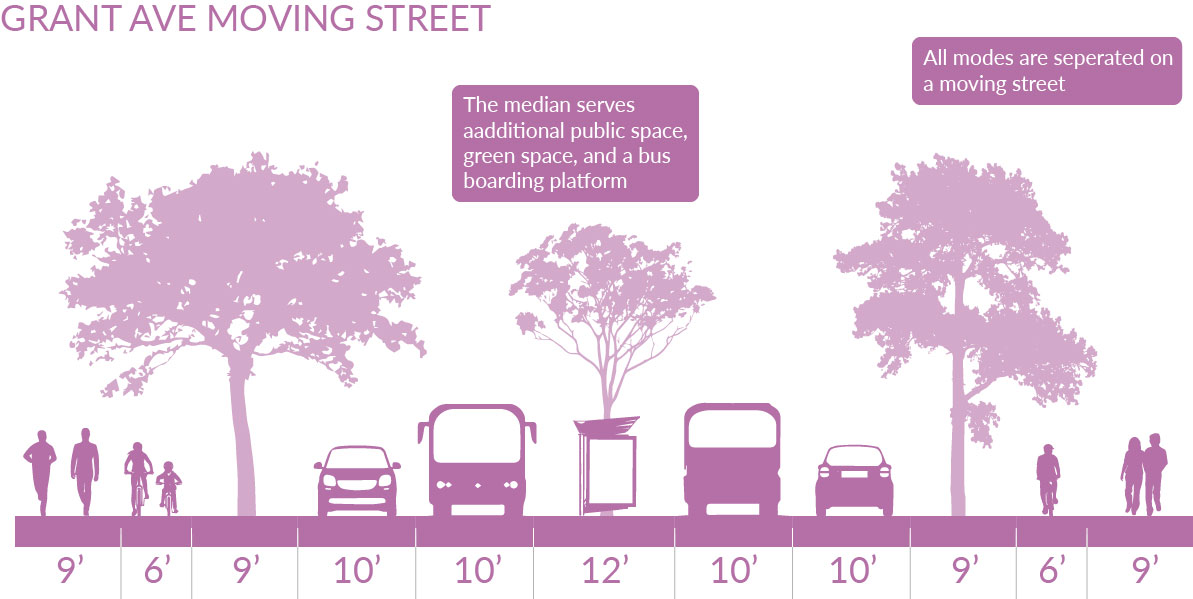 GRANT AVE MOVING STREET
All modes are seperated on
a moving street
The median serves
aadditional public space,
green space, and a bus
boarding platform
9’ 6’ 9’ 10’ 10’ 12’ 10’ 10’ 9’ 6’ 9’